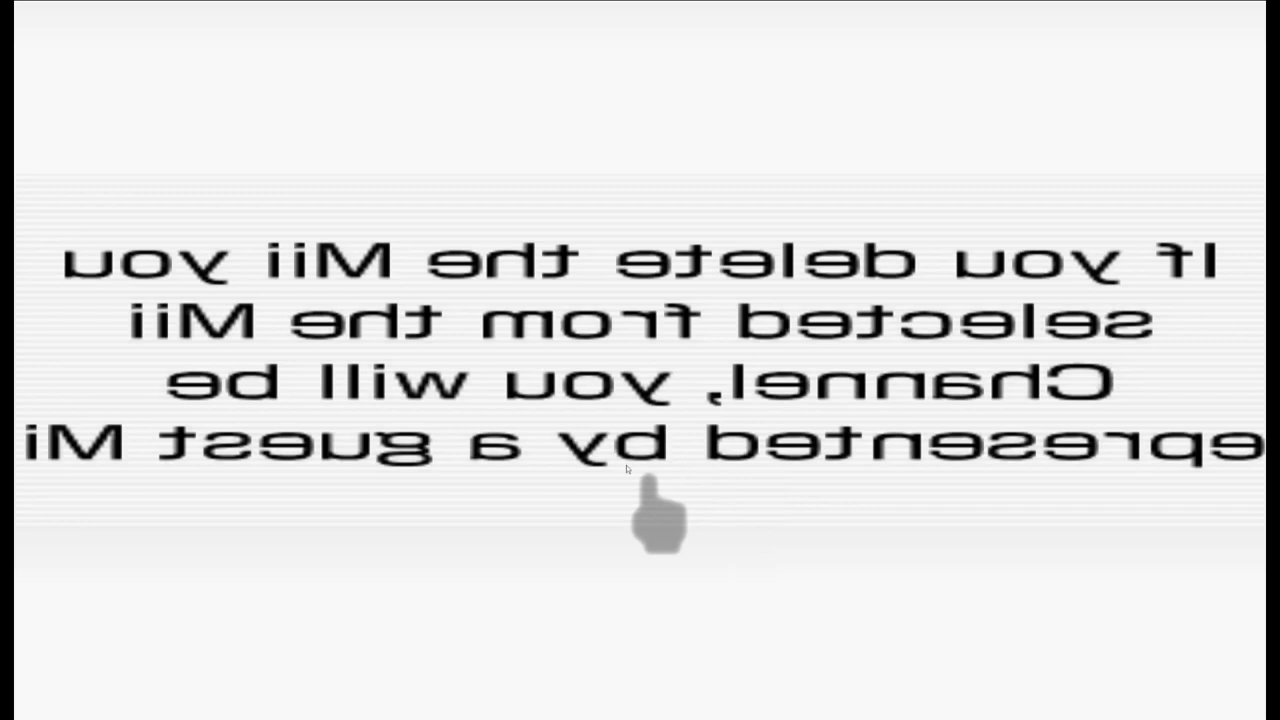 If you delete the Mii you
selected from the Mii
Channel, you will be
epresented by a guest Mi